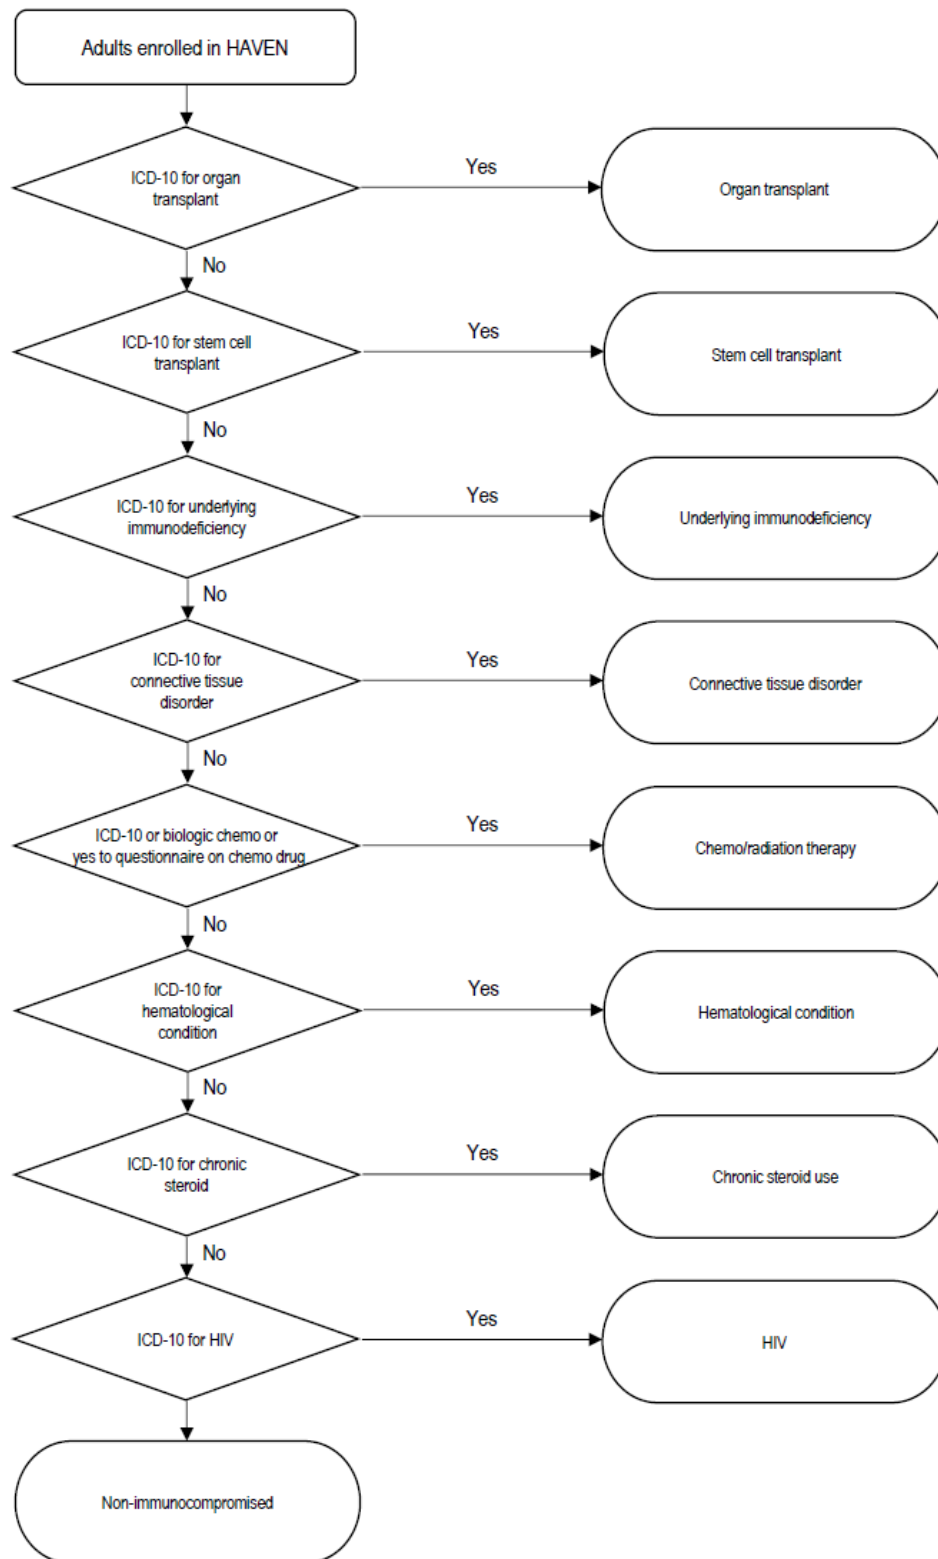 Adults enrolled in HAVEN
ICD-10 for organ
transplant
Yes
Organ transplant
No
ICD-10 for stem cell
transplant
Yes
Stem cell transplant
No
ICD-10 for underlying
immunodeficiency
Yes
Underlying immunodeficiency
No
ICD-10 for
connective tissue
disorder
Yes
Connective tissue disorder
No
ICD-10 or biologic chemo or
yes to questionnaire on chemo drug
Yes
Chemo/radiation therapy
No
ICD-10 for
hematological
condition
Yes
Hematological condition
No
ICD-10 for chronic
steroid
Yes
Chronic steroid use
No
ICD-10 for HIV
Yes
HIV
Non-immunocompromised